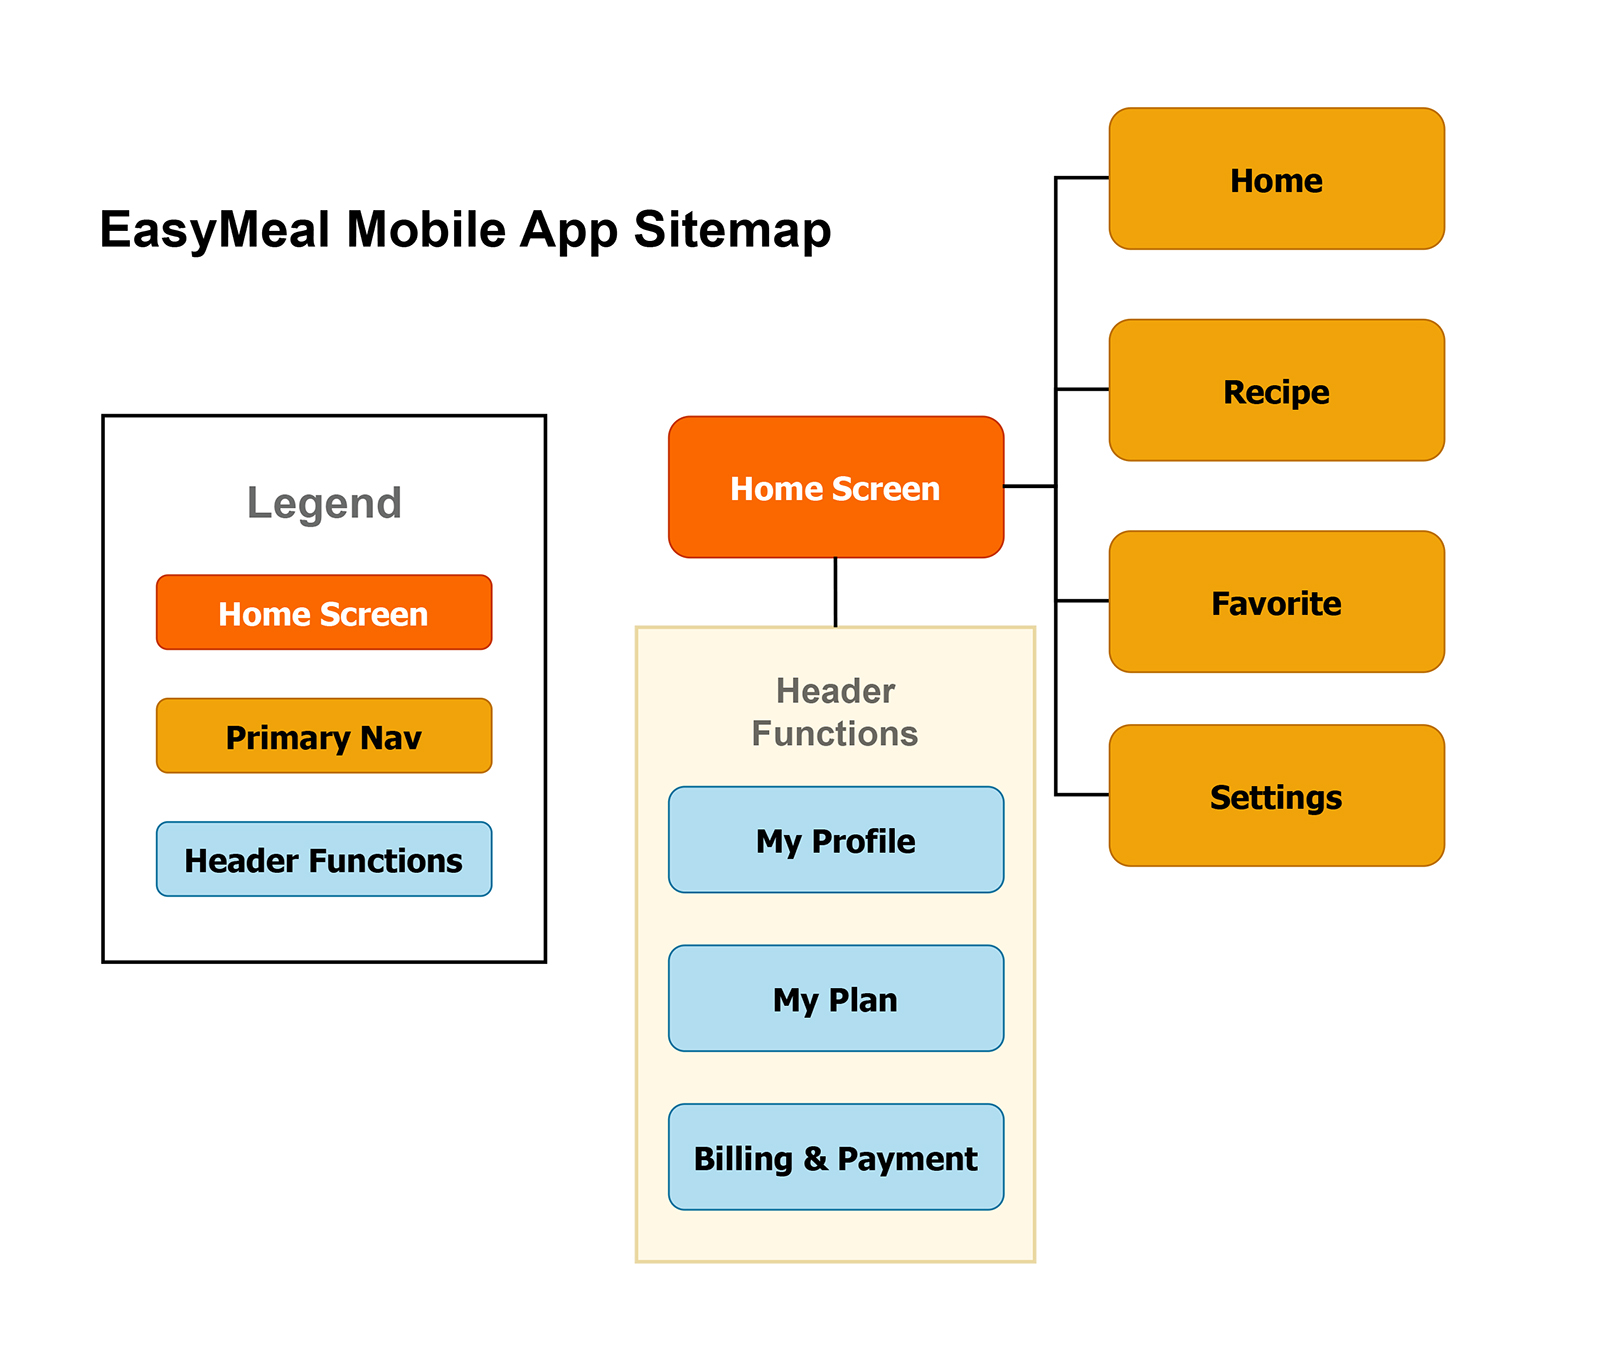 EasyMeal Mobile App Sitemap
Legend
Home Screen
Primary Nav
Header Functions
Home Screen
Header
Functions
My Profile
My Plan
Billing & Payment
Home
Recipe
Favorite
Settings